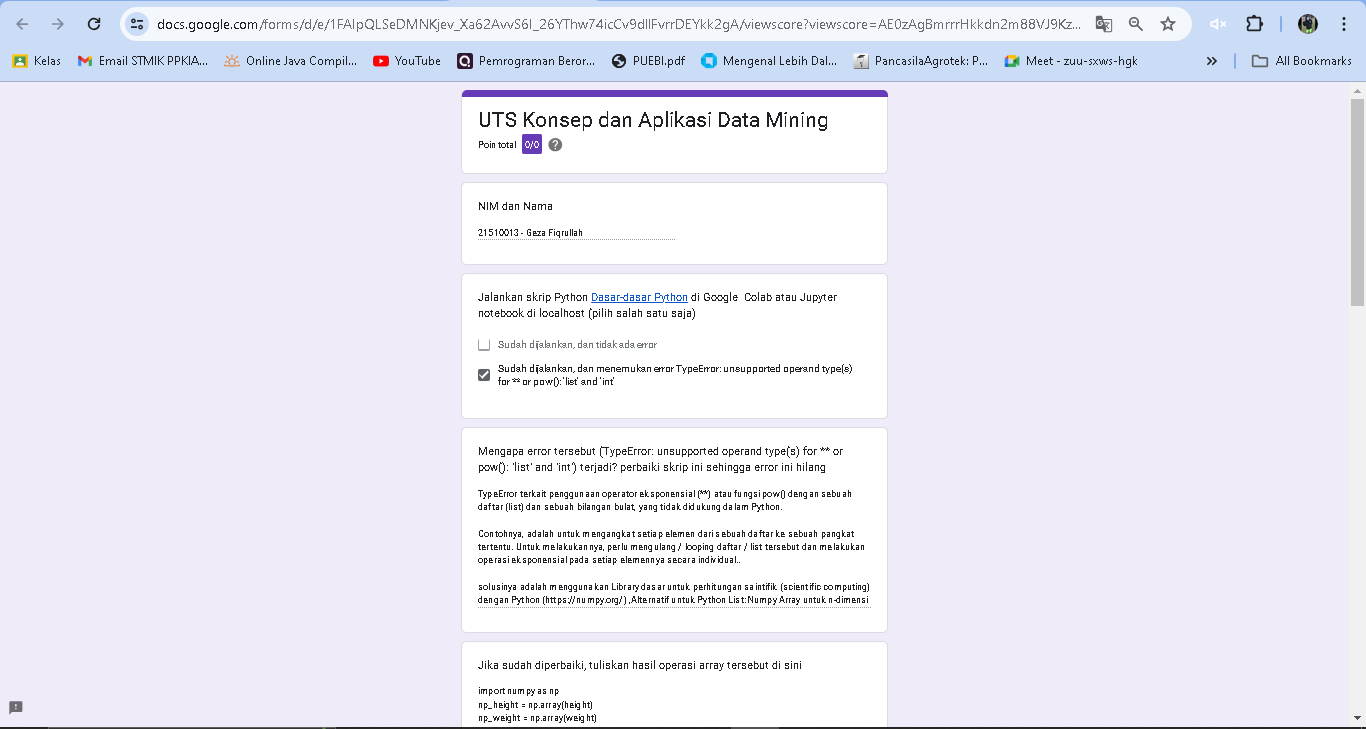 docs.google.com/forms/d/e/1FAIpQLSeDMNKjev_Xa62AvvS6I_26YThw74icCv9dIIFvrrDEYkk2gA/viewscore?viewscore=AE0zAgBmrrrHkkdn2m88VJ9Kz...
Kelas Email STMIK PPKIA... Online Java Compil... YouTube Pemrograman Beror... PUEBI.pdf Mengenal Lebih Dal... PancasilaAgrotek: P... Meet - zuu-sxws-hgk » All Bookmarks
UTS Konsep dan Aplikasi Data Mining
Poin total 0/0 ?
NIM dan Nama
21510013 - Geza Fiqrullah
Jalankan skrip Python Dasar-dasar Python di Google Colab atau Jupyter
notebook di localhost (pilih salah satu saja)
Sudah dijalankan, dan tidak ada error
Sudah dijalankan, dan menemukan error TypeError: unsupported operand type(s)
for ** or pow(): 'list' and 'int'
Mengapa error tersebut (TypeError: unsupported operand type(s) for ** or
pow(): 'list' and 'int') terjadi? perbaiki skrip ini sehingga error ini hilang
TypeError terkait penggunaan operator eksponensial (**) atau fungsi pow() dengan sebuah
daftar (list) dan sebuah bilangan bulat, yang tidak didukung dalam Python.
Contohnya, adalah untuk mengangkat setiap elemen dari sebuah daftar ke sebuah pangkat
tertentu. Untuk melakukannya, perlu mengulang / looping daftar / list tersebut dan melakukan
operasi eksponensial pada setiap elemennya secara individual..
solusinya adalah menggunakan Library dasar untuk perhitungan saintifik (scientific computing)
dengan Python (https://numpy.org/) ,Alternatif untuk Python List: Numpy Array untuk n-dimensi
Jika sudah diperbaiki, tuliskan hasil operasi array tersebut di sini
import numpy as np
np_height = np.array(height)
np_weight = np.array(weight)